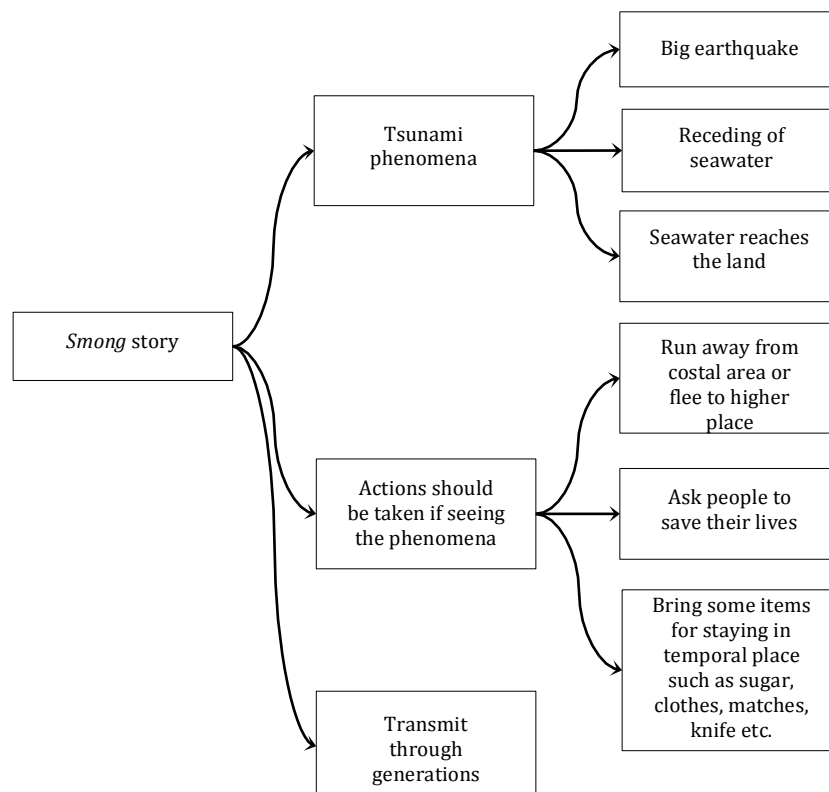 Big earthquake
Tsunami
phenomena
Receding of
seawater
Seawater reaches
the land
Smong story
Run away from
costal area or
flee to higher
place
Actions should
be taken if seeing
the phenomena
Ask people to
save their lives
Bring some items
for staying in
temporal place
such as sugar,
clothes, matches,
knife etc.
Transmit
through
generations